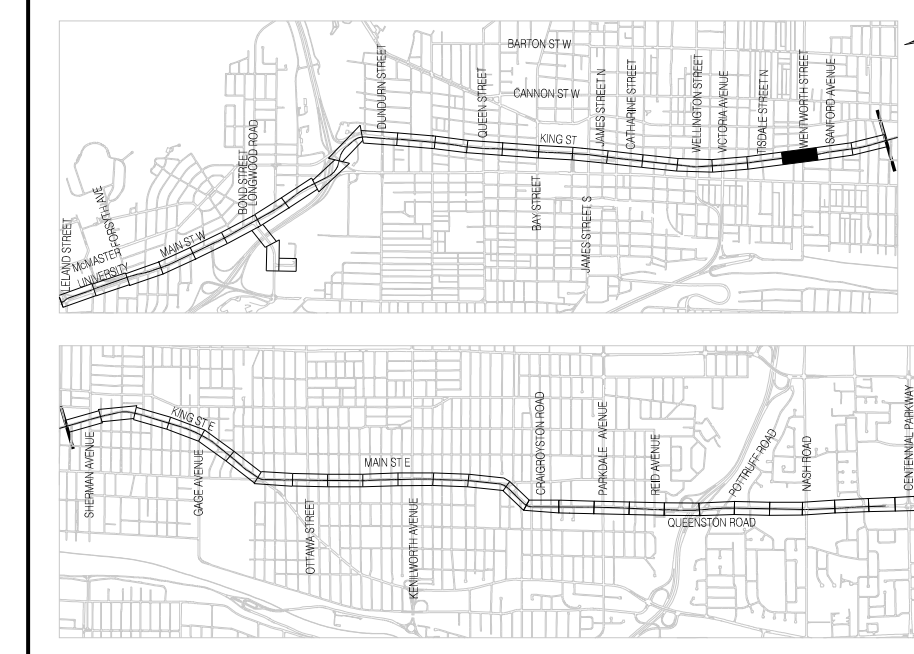 BARTON ST W
CANNON ST W
DUNDURN STREET
QUEEN STREET
JAMES STREET N
CATHARINE STREET
WELLINGTON STREET
VICTORIA AVENUE
TISDALE STREET N
WENTWORTH STREET
SANFORD AVENUE
KING ST
BOND STREET
LONGWOOD ROAD
BAY STREET
JAMES STREET S
LELAND STREET
FORSYTH AVE
McMASTER
UNIVERSITY
MAIN ST W
SHERMAN AVENUE
KING ST E
GAGE AVENUE
OTTAWA STREET
MAIN ST E
KENILWORTH AVENUE
CRAIGROYSTON ROAD
PARKDALE AVENUE
REID AVENUE
QUEENSTON ROAD
POTTRUFF ROAD
NASH ROAD
CENTENNIAL PARKWAY